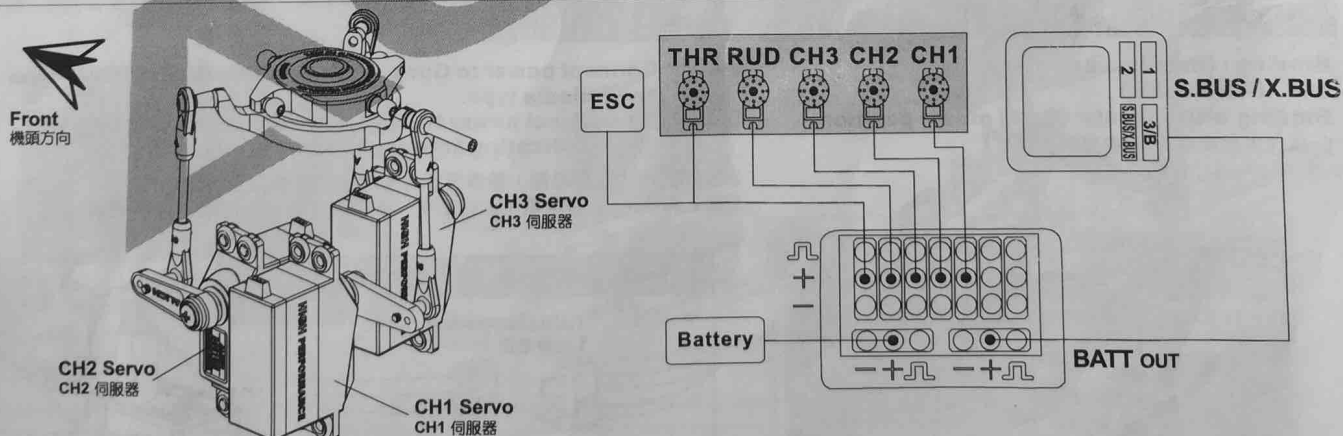 Front
機頭方向
CH2 Servo
CH2 伺服器
CH1 Servo
CH1 伺服器
CH3 Servo
CH3 伺服器
HIGH PERFORMANCE
ESC
THR RUD CH3 CH2 CH1
1
2
3/B
S.BUS/X.BUS
S.BUS / X.BUS
+
−
Battery
− +
− +
BATT OUT